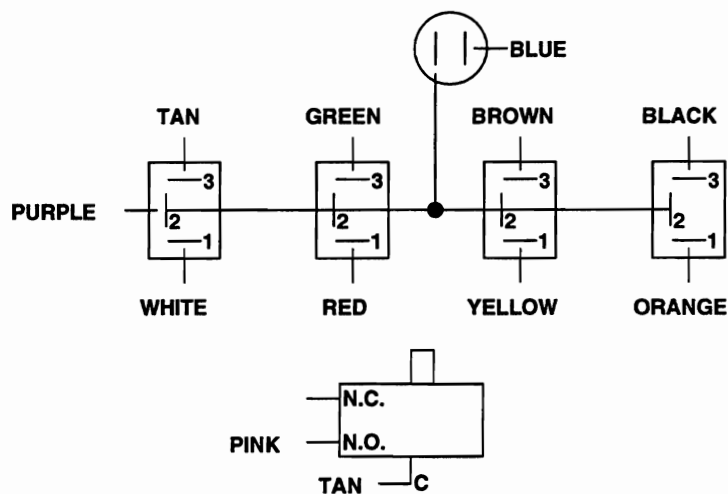 BLUE
TAN GREEN BROWN BLACK
3 3 3 3
PURPLE 2 2 2 2
1 1 1 1
WHITE RED YELLOW ORANGE
N.C.
PINK N.O.
TAN C